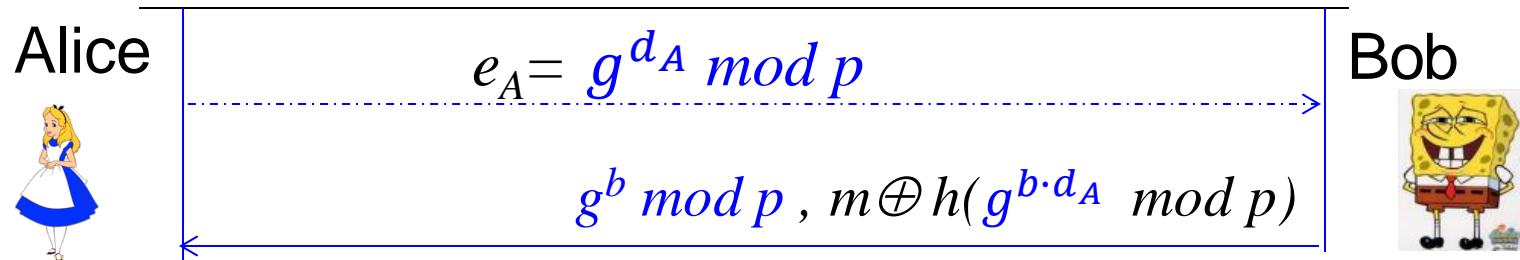 Alice
e_A= g^{d_A} mod p
Bob
g^b mod p , m⊕h(g^{b·d_A} mod p)